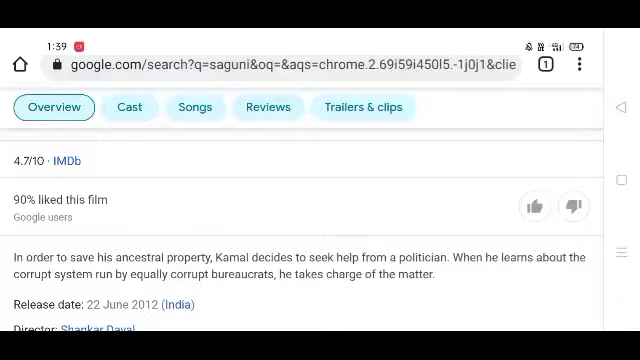 1:39
google.com/search?q=saguni&oq=&aqs=chrome.2.69i59i450l5.-1j0j1&clie
1
Overview Cast Songs Reviews Trailers & clips
4.7/10 · IMDb
90% liked this film
Google users
In order to save his ancestral property, Kamal decides to seek help from a politician. When he learns about the
corrupt system run by equally corrupt bureaucrats, he takes charge of the matter.
Release date: 22 June 2012 (India)
Director: Shankar Dayal